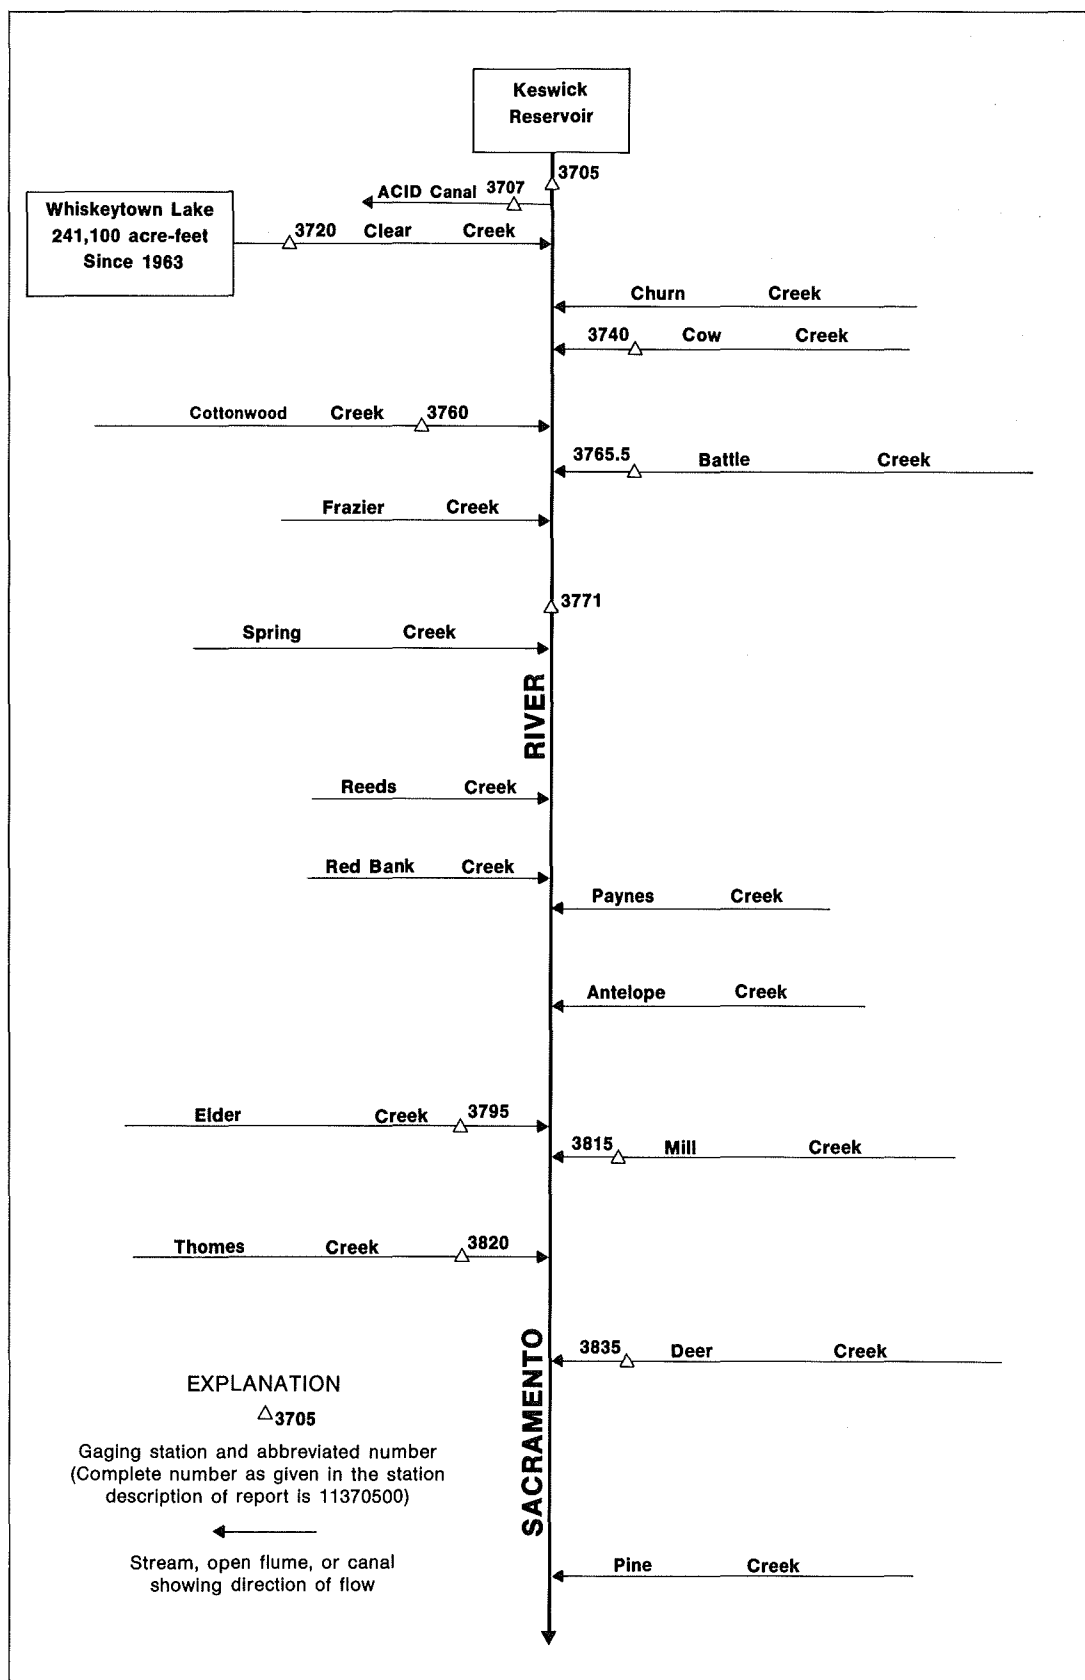 Keswick
Reservoir
3705
ACID Canal 3707
Whiskeytown Lake
241,100 acre-feet
Since 1963
3720 Clear Creek
Churn Creek
3740 Cow Creek
Cottonwood Creek 3760
3765.5 Battle Creek
Frazier Creek
3771
Spring Creek
RIVER
Reeds Creek
Red Bank Creek
Paynes Creek
Antelope Creek
Elder Creek 3795
3815 Mill Creek
Thomes Creek 3820
SACRAMENTO
3835 Deer Creek
EXPLANATION
3705
Gaging station and abbreviated number
(Complete number as given in the station
description of report is 11370500)
Stream, open flume, or canal
showing direction of flow
Pine Creek